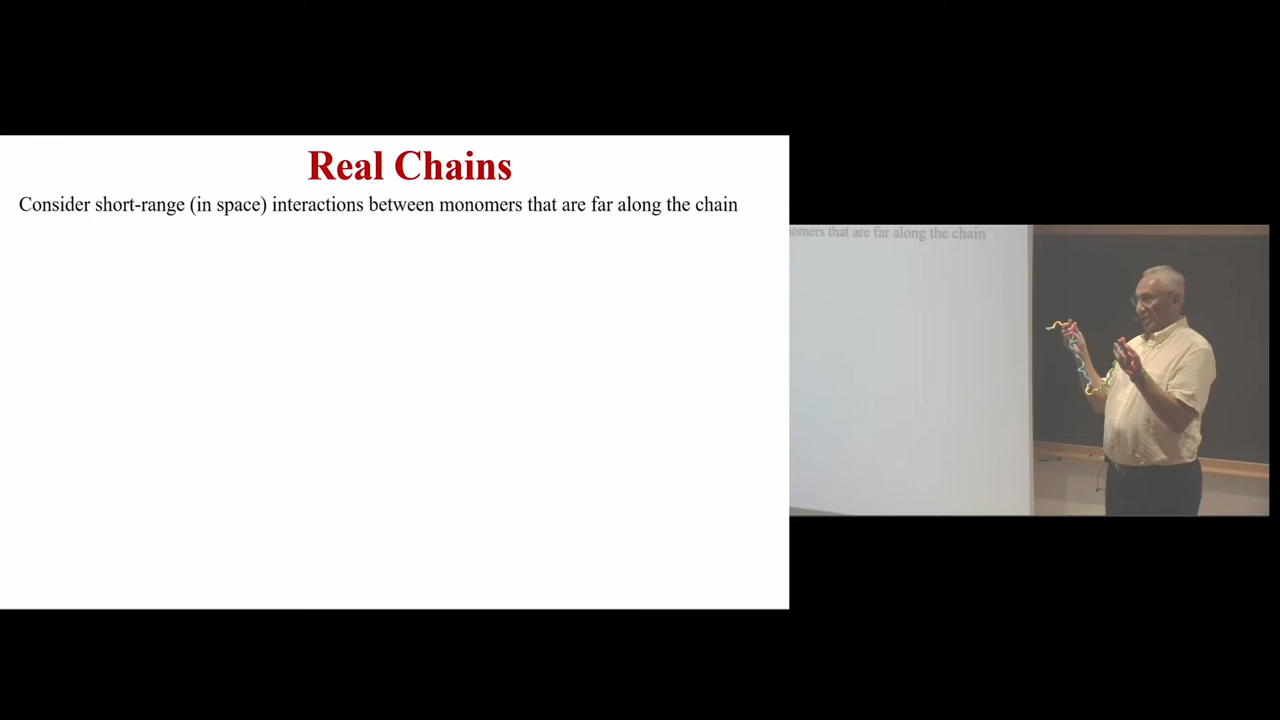 Real Chains
Consider short-range (in space) interactions between monomers that are far along the chain
nomers that are far along the chain